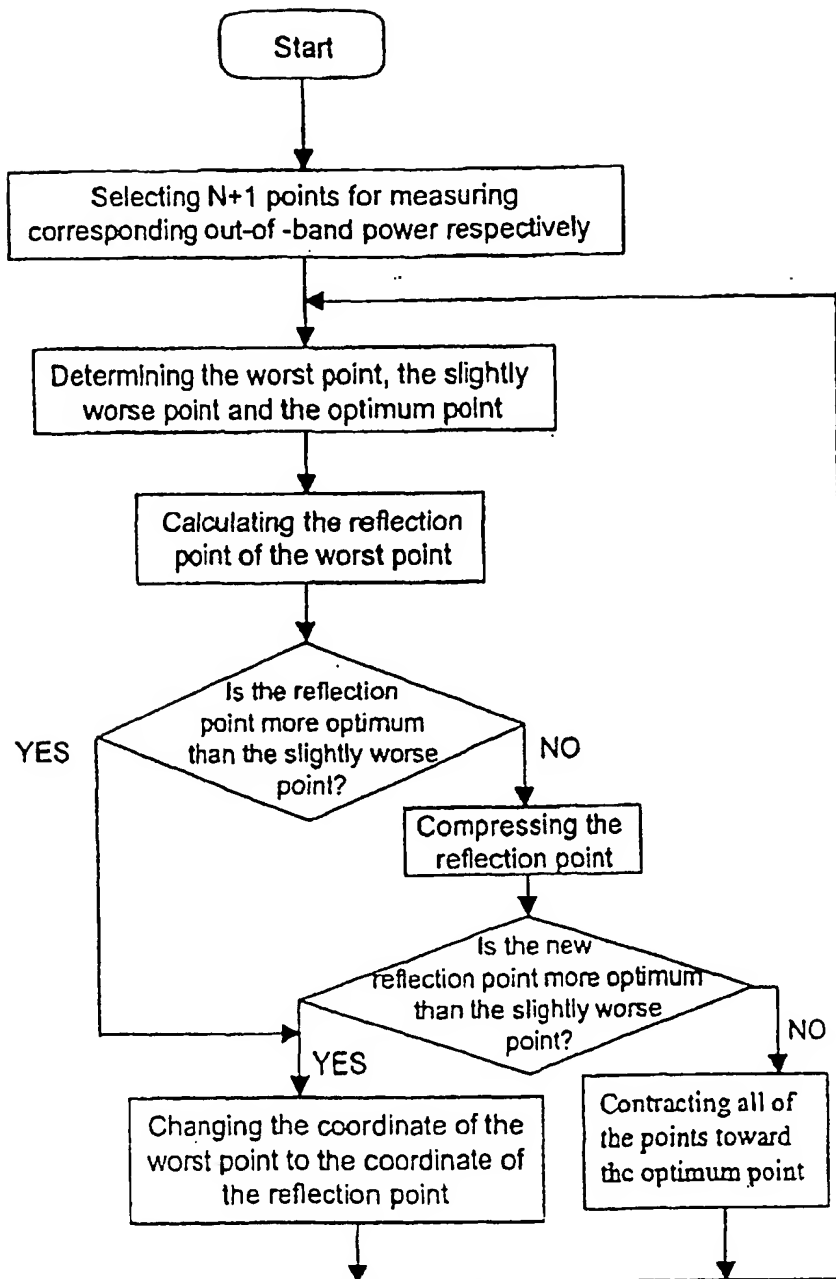 Start
Selecting N+1 points for measuring
corresponding out-of -band power respectively
Determining the worst point, the slightly
worse point and the optimum point
Calculating the reflection
point of the worst point
Is the reflection
point more optimum
than the slightly worse
point?
YES
NO
Compressing the
reflection point
Is the new
reflection point more optimum
than the slightly worse
point?
YES
NO
Changing the coordinate of the
worst point to the coordinate of
the reflection point
Contracting all of
the points toward
the optimum point